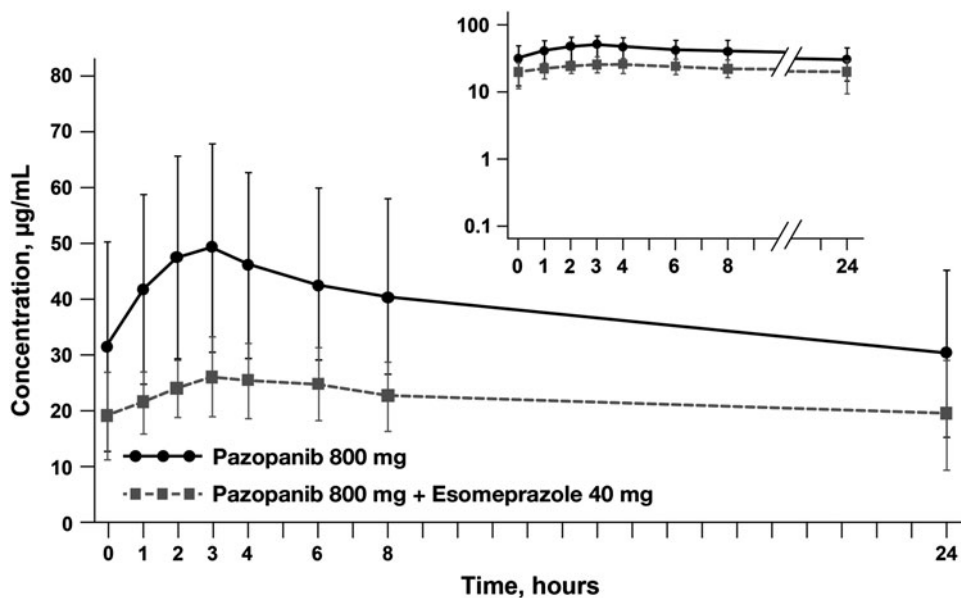 Concentration, µg/mL
80
70
60
50
40
30
20
10
0
0 1 2 3 4 6 8 24
Time, hours
Pazopanib 800 mg
Pazopanib 800 mg + Esomeprazole 40 mg
100
10
1
0.1
0 1 2 3 4 6 8 24